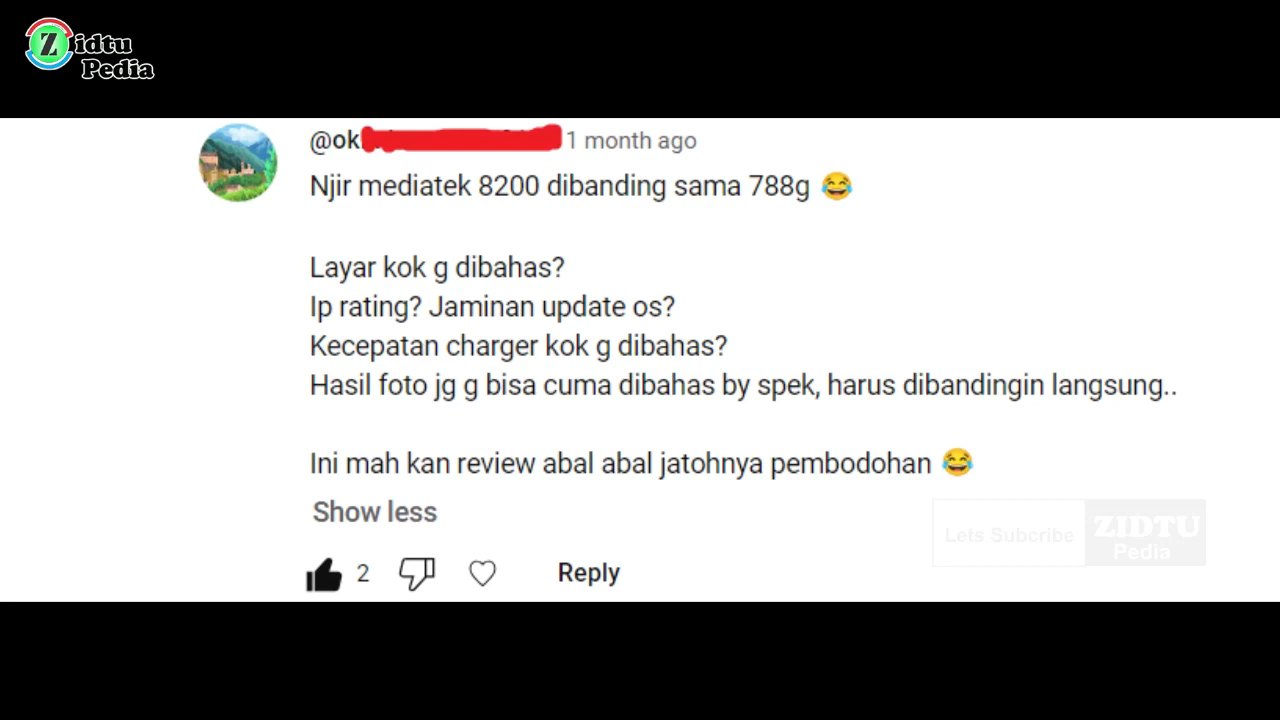 Zidtu
Pedia
@ok
1 month ago
Njir mediatek 8200 dibanding sama 788g 😂
Layar kok g dibahas?
Ip rating? Jaminan update os?
Kecepatan charger kok g dibahas?
Hasil foto jg g bisa cuma dibahas by spek, harus dibandingin langsung..
Ini mah kan review abal abal jatohnya pembodohan 😂
Show less
Lets Subcribe
ZIDTU
Pedia
2
Reply